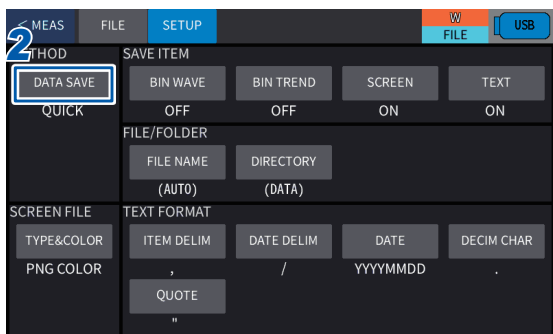 < MEAS FILE SETUP W FILE USB
2
THOD SAVE ITEM
DATA SAVE BIN WAVE BIN TREND SCREEN TEXT
QUICK OFF OFF ON ON
FILE/FOLDER
FILE NAME DIRECTORY
(AUTO) (DATA)
SCREEN FILE TEXT FORMAT
TYPE&COLOR ITEM DELIM DATE DELIM DATE DECIM CHAR
PNG COLOR , / YYYYMMDD .
QUOTE
"